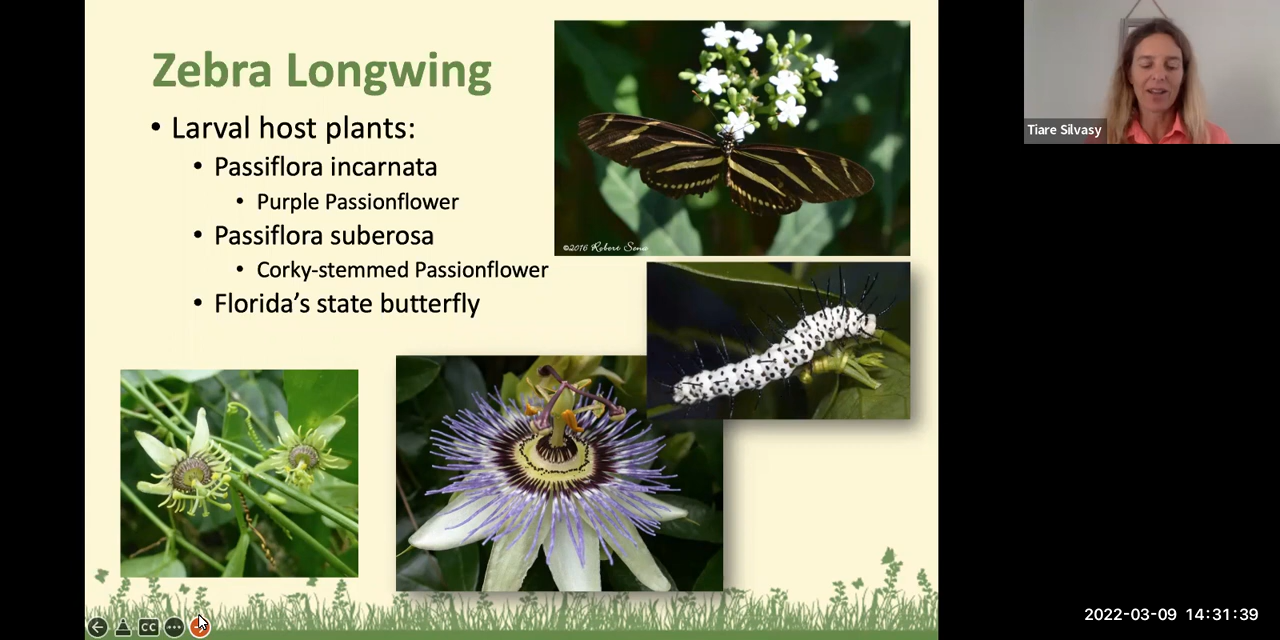 Zebra Longwing
• Larval host plants:
• Passiflora incarnata
• Purple Passionflower
• Passiflora suberosa
• Corky-stemmed Passionflower
• Florida’s state butterfly
©2016 Robert Sena
Tiare Silvasy
CC
2022-03-09 14:31:39